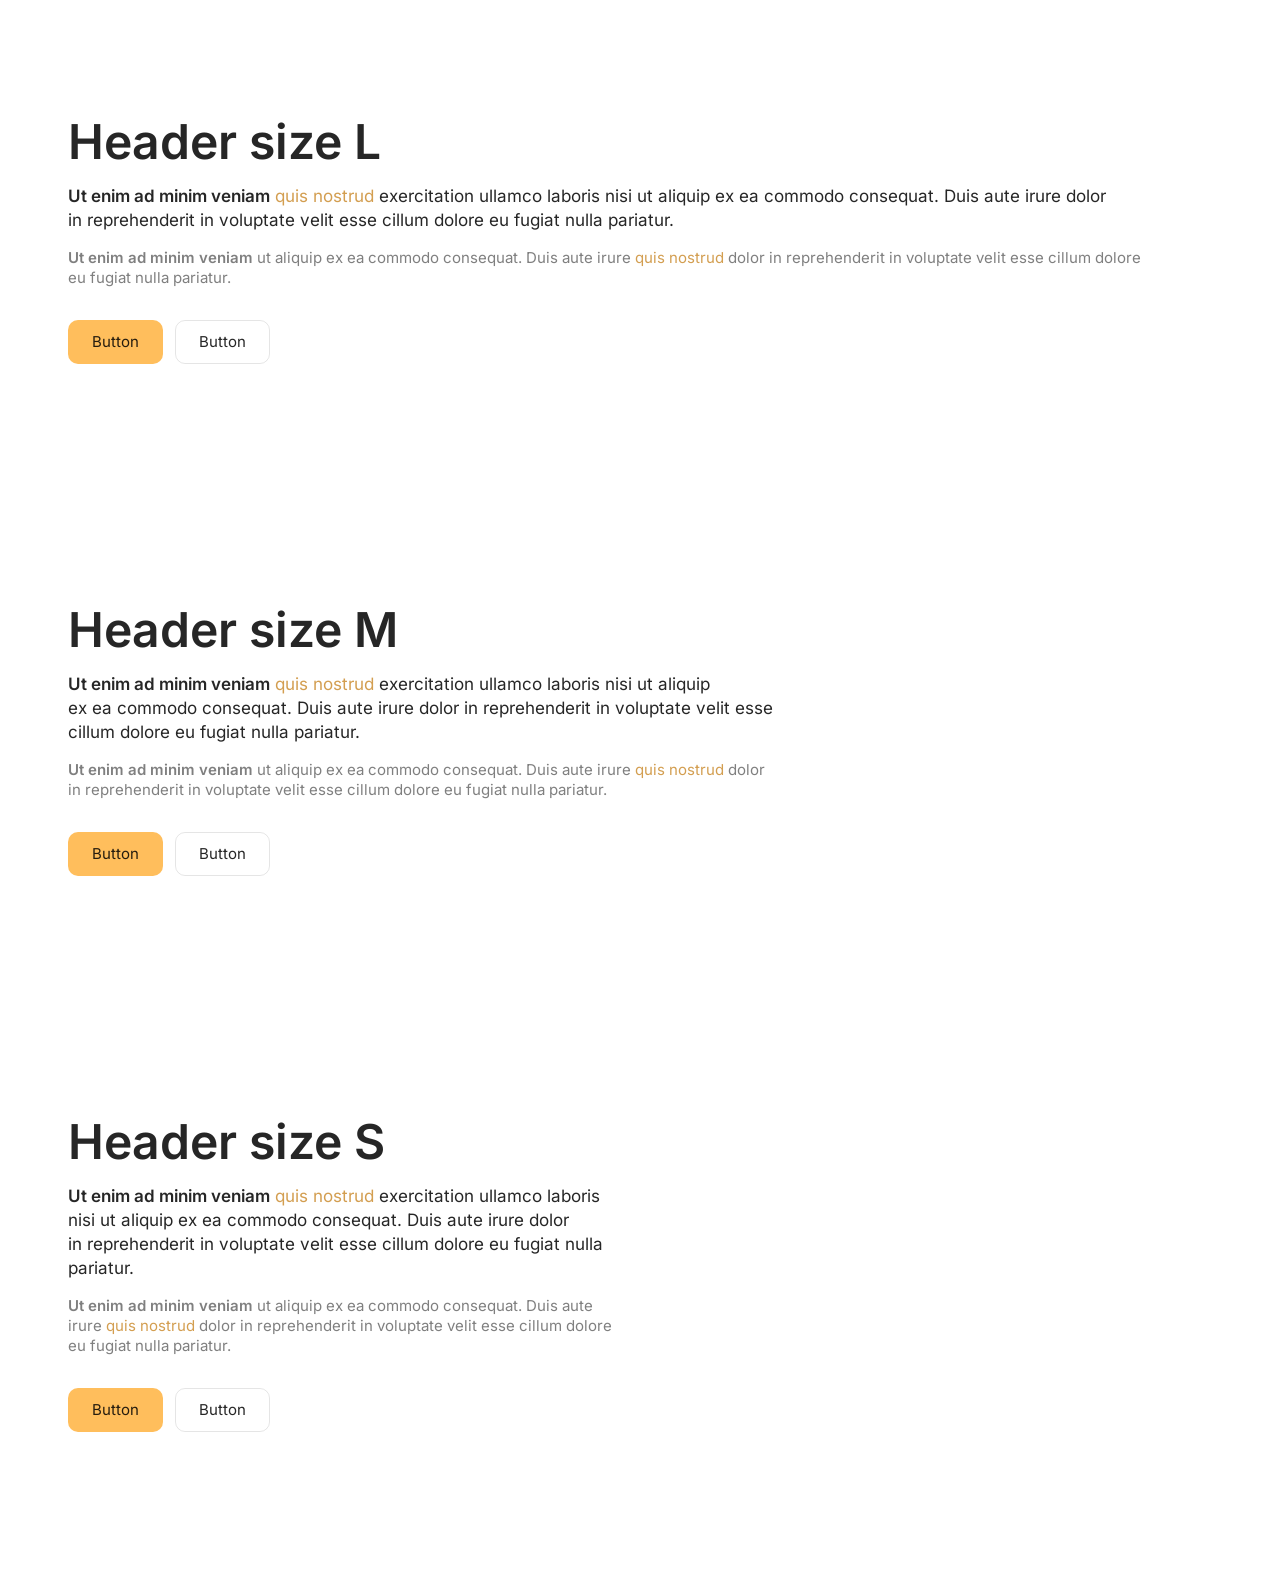 Header size L
Ut enim ad minim veniam quis nostrud exercitation ullamco laboris nisi ut aliquip ex ea commodo consequat. Duis aute irure dolor
in reprehenderit in voluptate velit esse cillum dolore eu fugiat nulla pariatur.
Ut enim ad minim veniam ut aliquip ex ea commodo consequat. Duis aute irure quis nostrud dolor in reprehenderit in voluptate velit esse cillum dolore
eu fugiat nulla pariatur.
Button Button
Header size M
Ut enim ad minim veniam quis nostrud exercitation ullamco laboris nisi ut aliquip
ex ea commodo consequat. Duis aute irure dolor in reprehenderit in voluptate velit esse
cillum dolore eu fugiat nulla pariatur.
Ut enim ad minim veniam ut aliquip ex ea commodo consequat. Duis aute irure quis nostrud dolor
in reprehenderit in voluptate velit esse cillum dolore eu fugiat nulla pariatur.
Button Button
Header size S
Ut enim ad minim veniam quis nostrud exercitation ullamco laboris
nisi ut aliquip ex ea commodo consequat. Duis aute irure dolor
in reprehenderit in voluptate velit esse cillum dolore eu fugiat nulla
pariatur.
Ut enim ad minim veniam ut aliquip ex ea commodo consequat. Duis aute
irure quis nostrud dolor in reprehenderit in voluptate velit esse cillum dolore
eu fugiat nulla pariatur.
Button Button